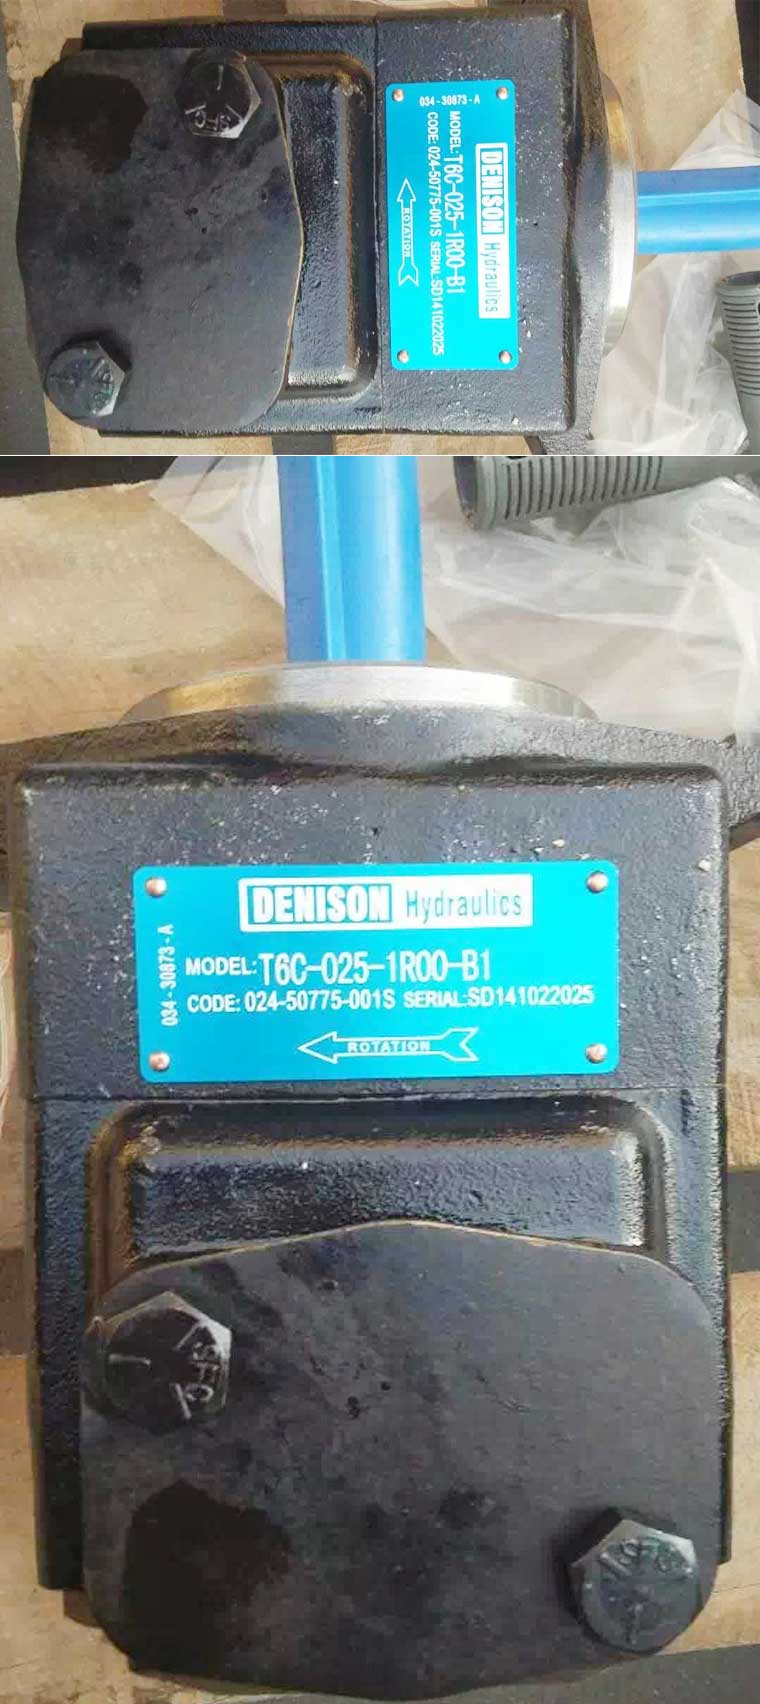 034-30873-A
DENISON Hydraulics
MODEL:T6C-025-1R00-B1
CODE: 024-50775-001S SERIAL:SD141022025
ROTATION
DENISON Hydraulics
034-30873-A
MODEL:T6C-025-1R00-B1
CODE: 024-50775-001S SERIAL:SD141022025
ROTATION